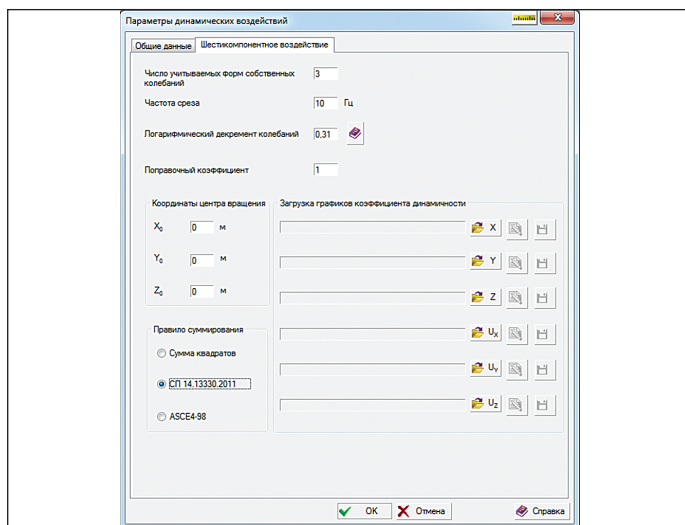 Параметры динамических воздействий
Общие данные
Шестикомпонентное воздействие
Число учитываемых форм собственных
колебаний
3
Частота среза 10 Гц
Логарифмический декремент колебаний 0,31
Поправочный коэффициент 1
Координаты центра вращения
X0 0 м
Y0 0 м
Z0 0 м
Правило суммирования
Сумма квадратов
СП 14.13330.2011
ASCE4-98
Загрузка графиков коэффициента динамичности
X
Y
Z
UX
UY
UZ
OK
Отмена
Справка